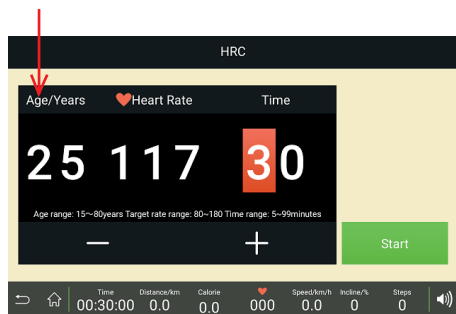 HRC
Age/Years Heart Rate Time
25 117 30
Age range: 15~80years Target rate range: 80~180 Time range: 5~99minutes
− +
Start
Time Distance/km Calorie Speed/km/h Incline/% Steps
00:30:00 0.0 0.0 000 0.0 0 0